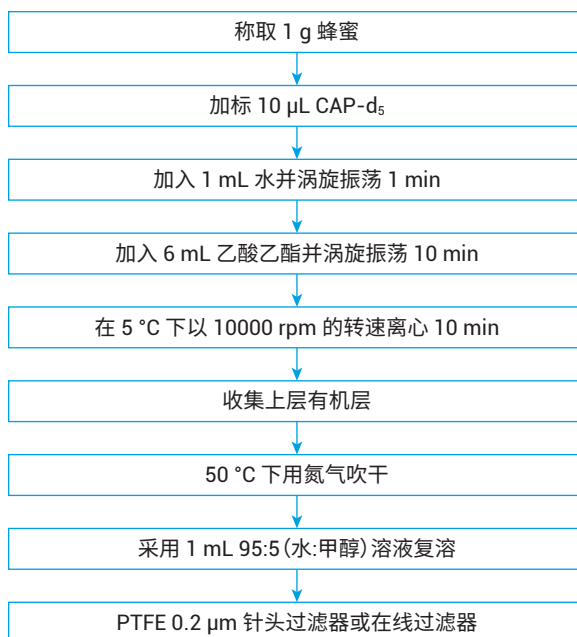 称取 1 g 蜂蜜
加标 10 µL CAP-d₅
加入 1 mL 水并涡旋振荡 1 min
加入 6 mL 乙酸乙酯并涡旋振荡 10 min
在 5 °C 下以 10000 rpm 的转速离心 10 min
收集上层有机层
50 °C 下用氮气吹干
采用 1 mL 95:5（水:甲醇）溶液复溶
PTFE 0.2 µm 针头过滤器或在线过滤器